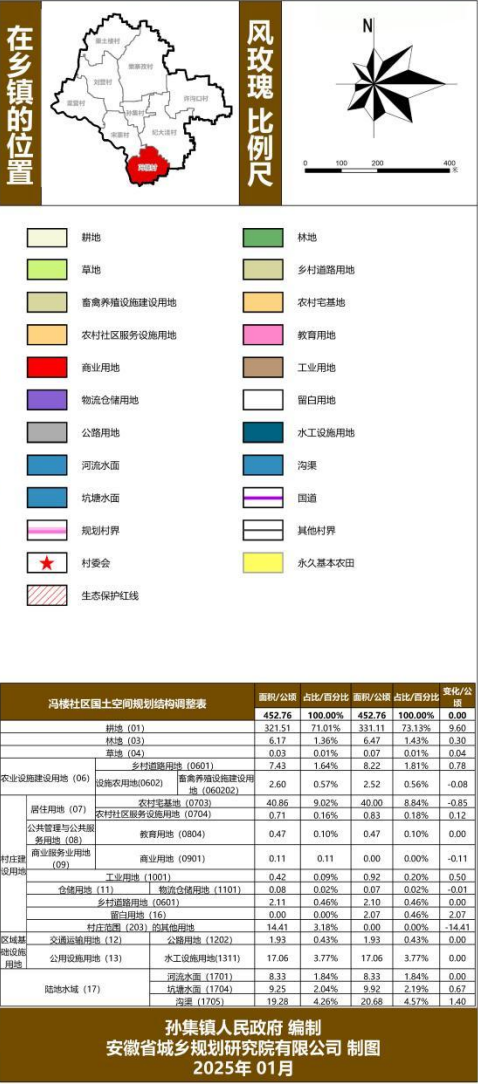 在乡镇的位置
风玫瑰 比例尺
N
刘营村
孙集村
许沟口村
纪大洼村
0 100 200 400
米
耕地 林地
草地 乡村道路用地
畜禽养殖设施建设用地 农村宅基地
农村社区服务设施用地 教育用地
商业用地 工业用地
物流仓储用地 留白用地
公路用地 水工设施用地
河流水面 沟渠
坑塘水面 国道
规划村界 其他村界
村委会 永久基本农田
生态保护红线
冯楼社区国土空间规划结构调整表 面积/公顷 占比/百分比 面积/公顷 占比/百分比 变化/公顷
452.76 100.00% 452.76 100.00% 0.00
耕地（01） 321.51 71.01% 331.11 73.13% 9.60
林地（03） 6.17 1.36% 6.47 1.43% 0.30
草地（04） 0.03 0.01% 0.07 0.01% 0.04
农业设施建设用地（06） 乡村道路用地（0601） 7.43 1.64% 8.22 1.81% 0.78
设施农用地(0602) 畜禽养殖设施建设用地（060202） 2.60 0.57% 2.52 0.56% -0.08
村庄建设用地 居住用地（07） 农村宅基地（0703） 40.86 9.02% 40.00 8.84% -0.85
农村社区服务设施用地（0704） 0.71 0.16% 0.83 0.18% 0.12
公共管理与公共服务用地（08） 教育用地（0804） 0.47 0.10% 0.47 0.10% 0.00
商业服务业用地（09） 商业用地（0901） 0.11 0.11 0.00 0.00% -0.11
工业用地（1001） 0.42 0.09% 0.92 0.20% 0.50
仓储用地（11） 物流仓储用地（1101） 0.08 0.02% 0.07 0.02% -0.01
乡村道路用地（0601） 2.11 0.46% 2.10 0.46% 0.00
留白用地（16） 0.00 0.00% 2.07 0.46% 2.07
村庄范围（203）的其他用地 14.41 3.18% 0.00 0.00% -14.41
区域基础设施用地 交通运输用地（12） 公路用地（1202） 1.93 0.43% 1.93 0.43% 0.00
公用设施用地（13） 水工设施用地(1311) 17.06 3.77% 17.06 3.77% 0.00
陆地水域（17） 河流水面（1701） 8.33 1.84% 8.33 1.84% 0.00
坑塘水面（1704） 9.25 2.04% 9.92 2.19% 0.67
沟渠（1705） 19.28 4.26% 20.68 4.57% 1.40
孙集镇人民政府 编制
安徽省城乡规划研究院有限公司 制图
2025年 01月